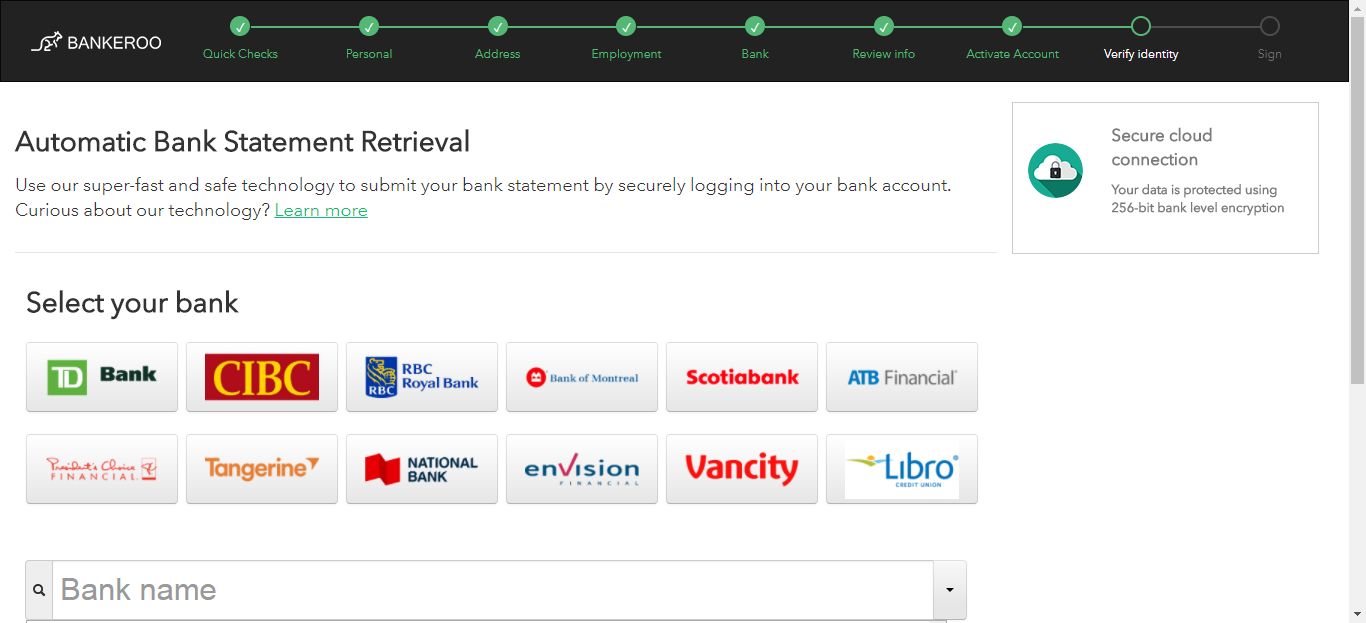 BANKEROO
Quick Checks
Personal
Address
Employment
Bank
Review info
Activate Account
Verify identity
Sign
Automatic Bank Statement Retrieval
Use our super-fast and safe technology to submit your bank statement by securely logging into your bank account.
Curious about our technology? Learn more
Secure cloud
connection
Your data is protected using
256-bit bank level encryption
Select your bank
TD Bank
CIBC
RBC
RBC
Royal Bank
Bank of Montreal
Scotiabank
ATB Financial
President's Choice
FINANCIAL
Tangerine
NATIONAL
BANK
enVision
FINANCIAL
Vancity
Libro
CREDIT UNION
Bank name